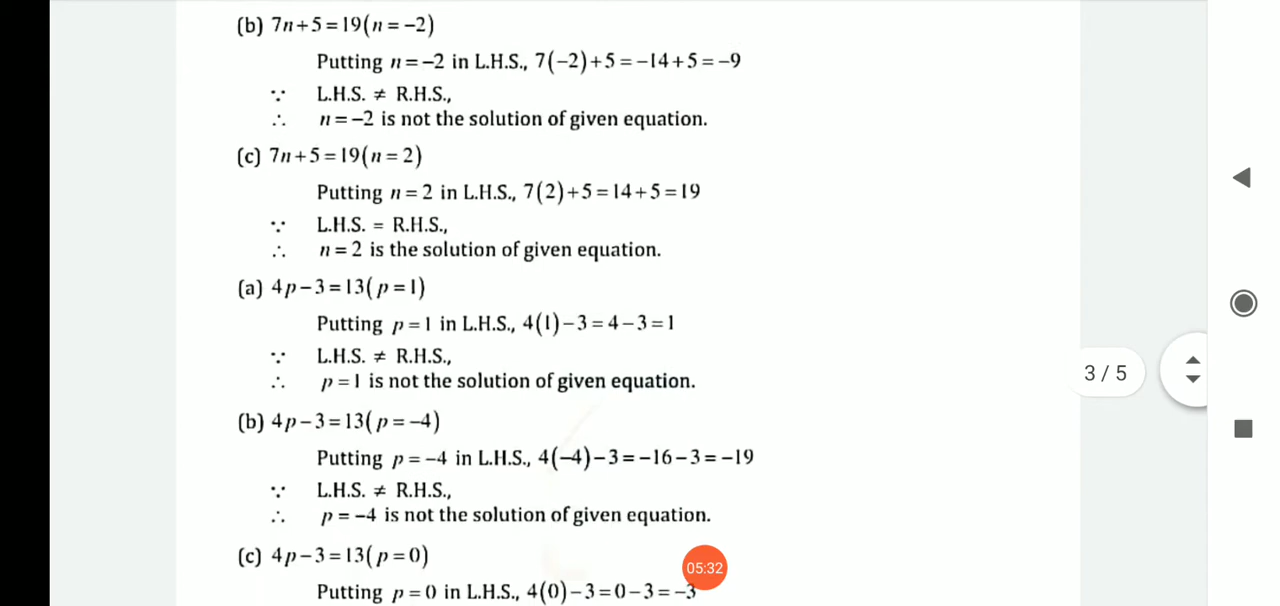 (b) 7n+5=19(n=−2)
Putting n=−2 in L.H.S., 7(−2)+5=−14+5=−9
∵ L.H.S. ≠ R.H.S.,
∴ n=−2 is not the solution of given equation.
(c) 7n+5=19(n=2)
Putting n=2 in L.H.S., 7(2)+5=14+5=19
∵ L.H.S. = R.H.S.,
∴ n=2 is the solution of given equation.
(a) 4p−3=13(p=1)
Putting p=1 in L.H.S., 4(1)−3=4−3=1
∵ L.H.S. ≠ R.H.S.,
∴ p=1 is not the solution of given equation.
3 / 5
(b) 4p−3=13(p=−4)
Putting p=−4 in L.H.S., 4(−4)−3=−16−3=−19
∵ L.H.S. ≠ R.H.S.,
∴ p=−4 is not the solution of given equation.
(c) 4p−3=13(p=0)
05:32
Putting p=0 in L.H.S., 4(0)−3=0−3=−3